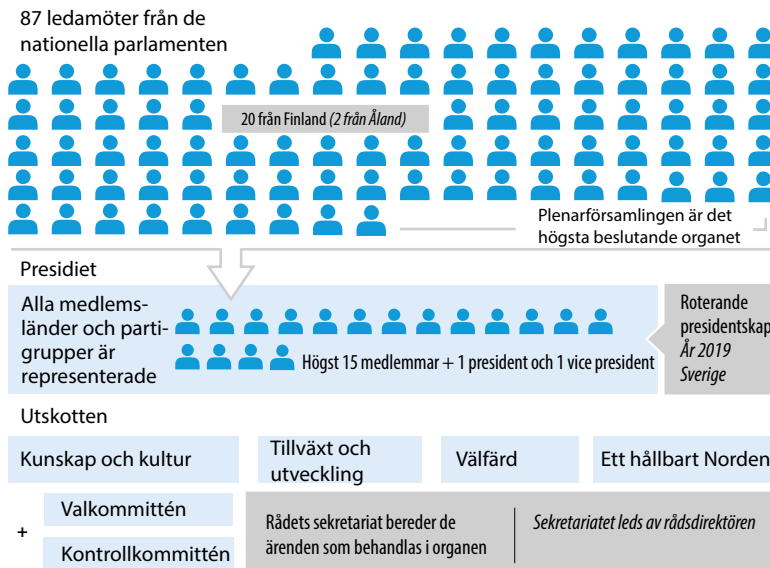 87 ledamöter från de
nationella parlamenten
20 från Finland (2 från Åland)
Plenarförsamlingen är det
högsta beslutande organet
Presidiet
Alla medlems-
länder och parti-
grupper är
representerade
Högst 15 medlemmar + 1 president och 1 vice president
Roterande
presidentskap
År 2019
Sverige
Utskotten
Kunskap och kultur
Tillväxt och
utveckling
Välfärd
Ett hållbart Norden
+
Valkommittén
Kontrollkommittén
Rådets sekretariat bereder de
ärenden som behandlas i organen
Sekretariatet leds av rådsdirektören